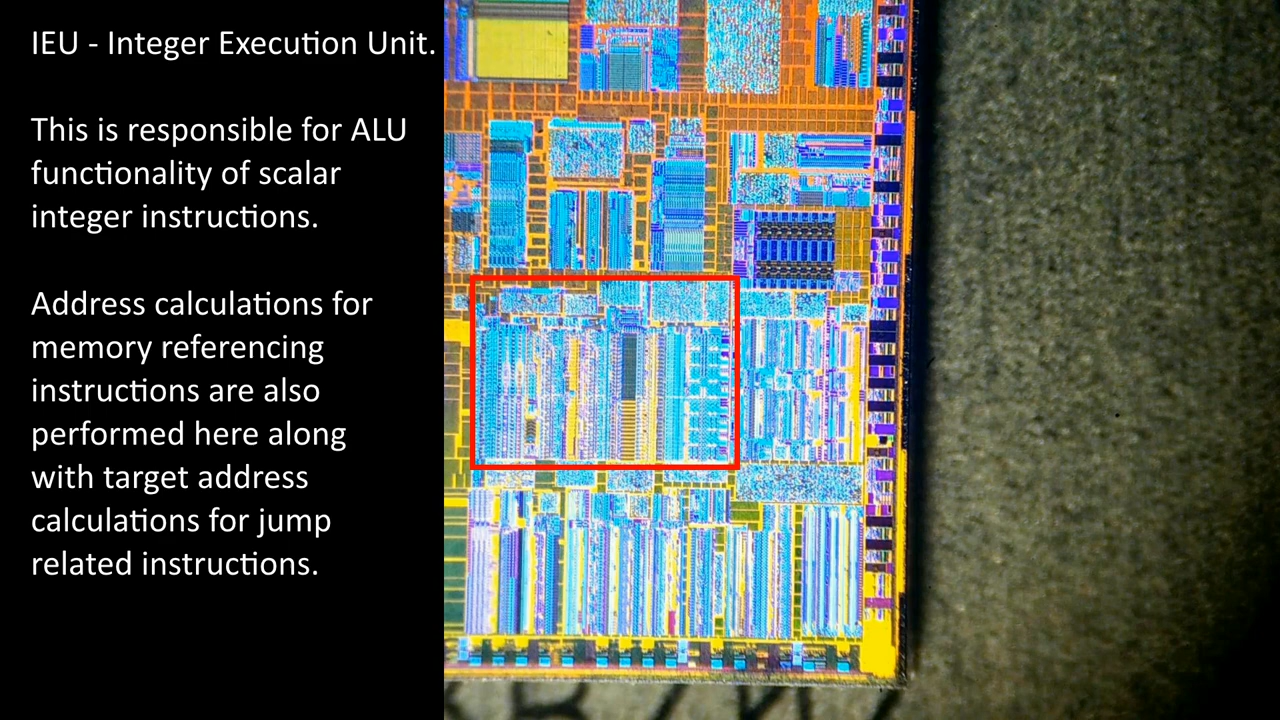 IEU - Integer Execution Unit.
This is responsible for ALU
functionality of scalar
integer instructions.
Address calculations for
memory referencing
instructions are also
performed here along
with target address
calculations for jump
related instructions.